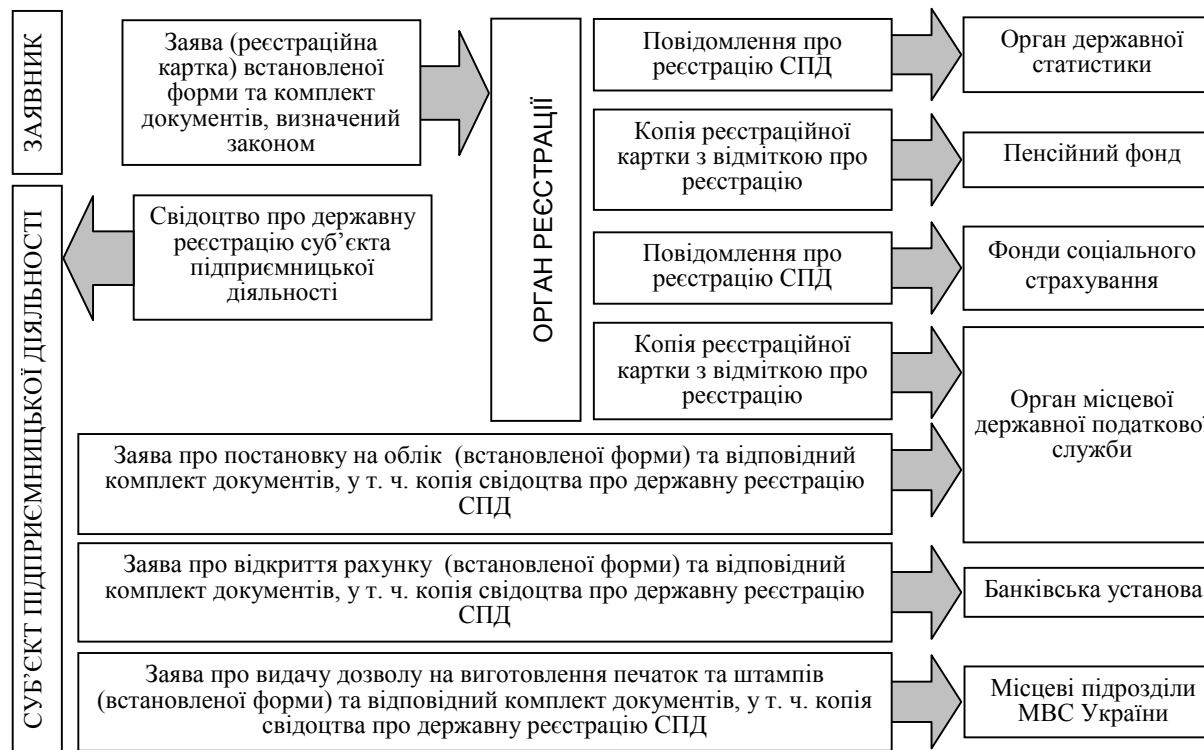 ЗАЯВНИК
Заява (реєстраційна
картка) встановленої
форми та комплект
документів, визначений
законом
ОРГАН РЕЄСТРАЦІЇ
Повідомлення про
реєстрацію СПД
Орган державної
статистики
Копія реєстраційної
картки з відміткою про
реєстрацію
Пенсійний фонд
СУБ’ЄКТ ПІДПРИЄМНИЦЬКОЇ ДІЯЛЬНОСТІ
Свідоцтво про державну
реєстрацію суб’єкта
підприємницької
діяльності
Повідомлення про
реєстрацію СПД
Фонди соціального
страхування
Копія реєстраційної
картки з відміткою про
реєстрацію
Орган місцевої
державної податкової
служби
Заява про постановку на облік (встановленої форми) та відповідний
комплект документів, у т. ч. копія свідоцтва про державну реєстрацію
СПД
Заява про відкриття рахунку (встановленої форми) та відповідний
комплект документів, у т. ч. копія свідоцтва про державну реєстрацію
СПД
Банківська установа
Заява про видачу дозволу на виготовлення печаток та штампів
(встановленої форми) та відповідний комплект документів, у т. ч. копія
свідоцтва про державну реєстрацію СПД
Місцеві підрозділи
МВС України